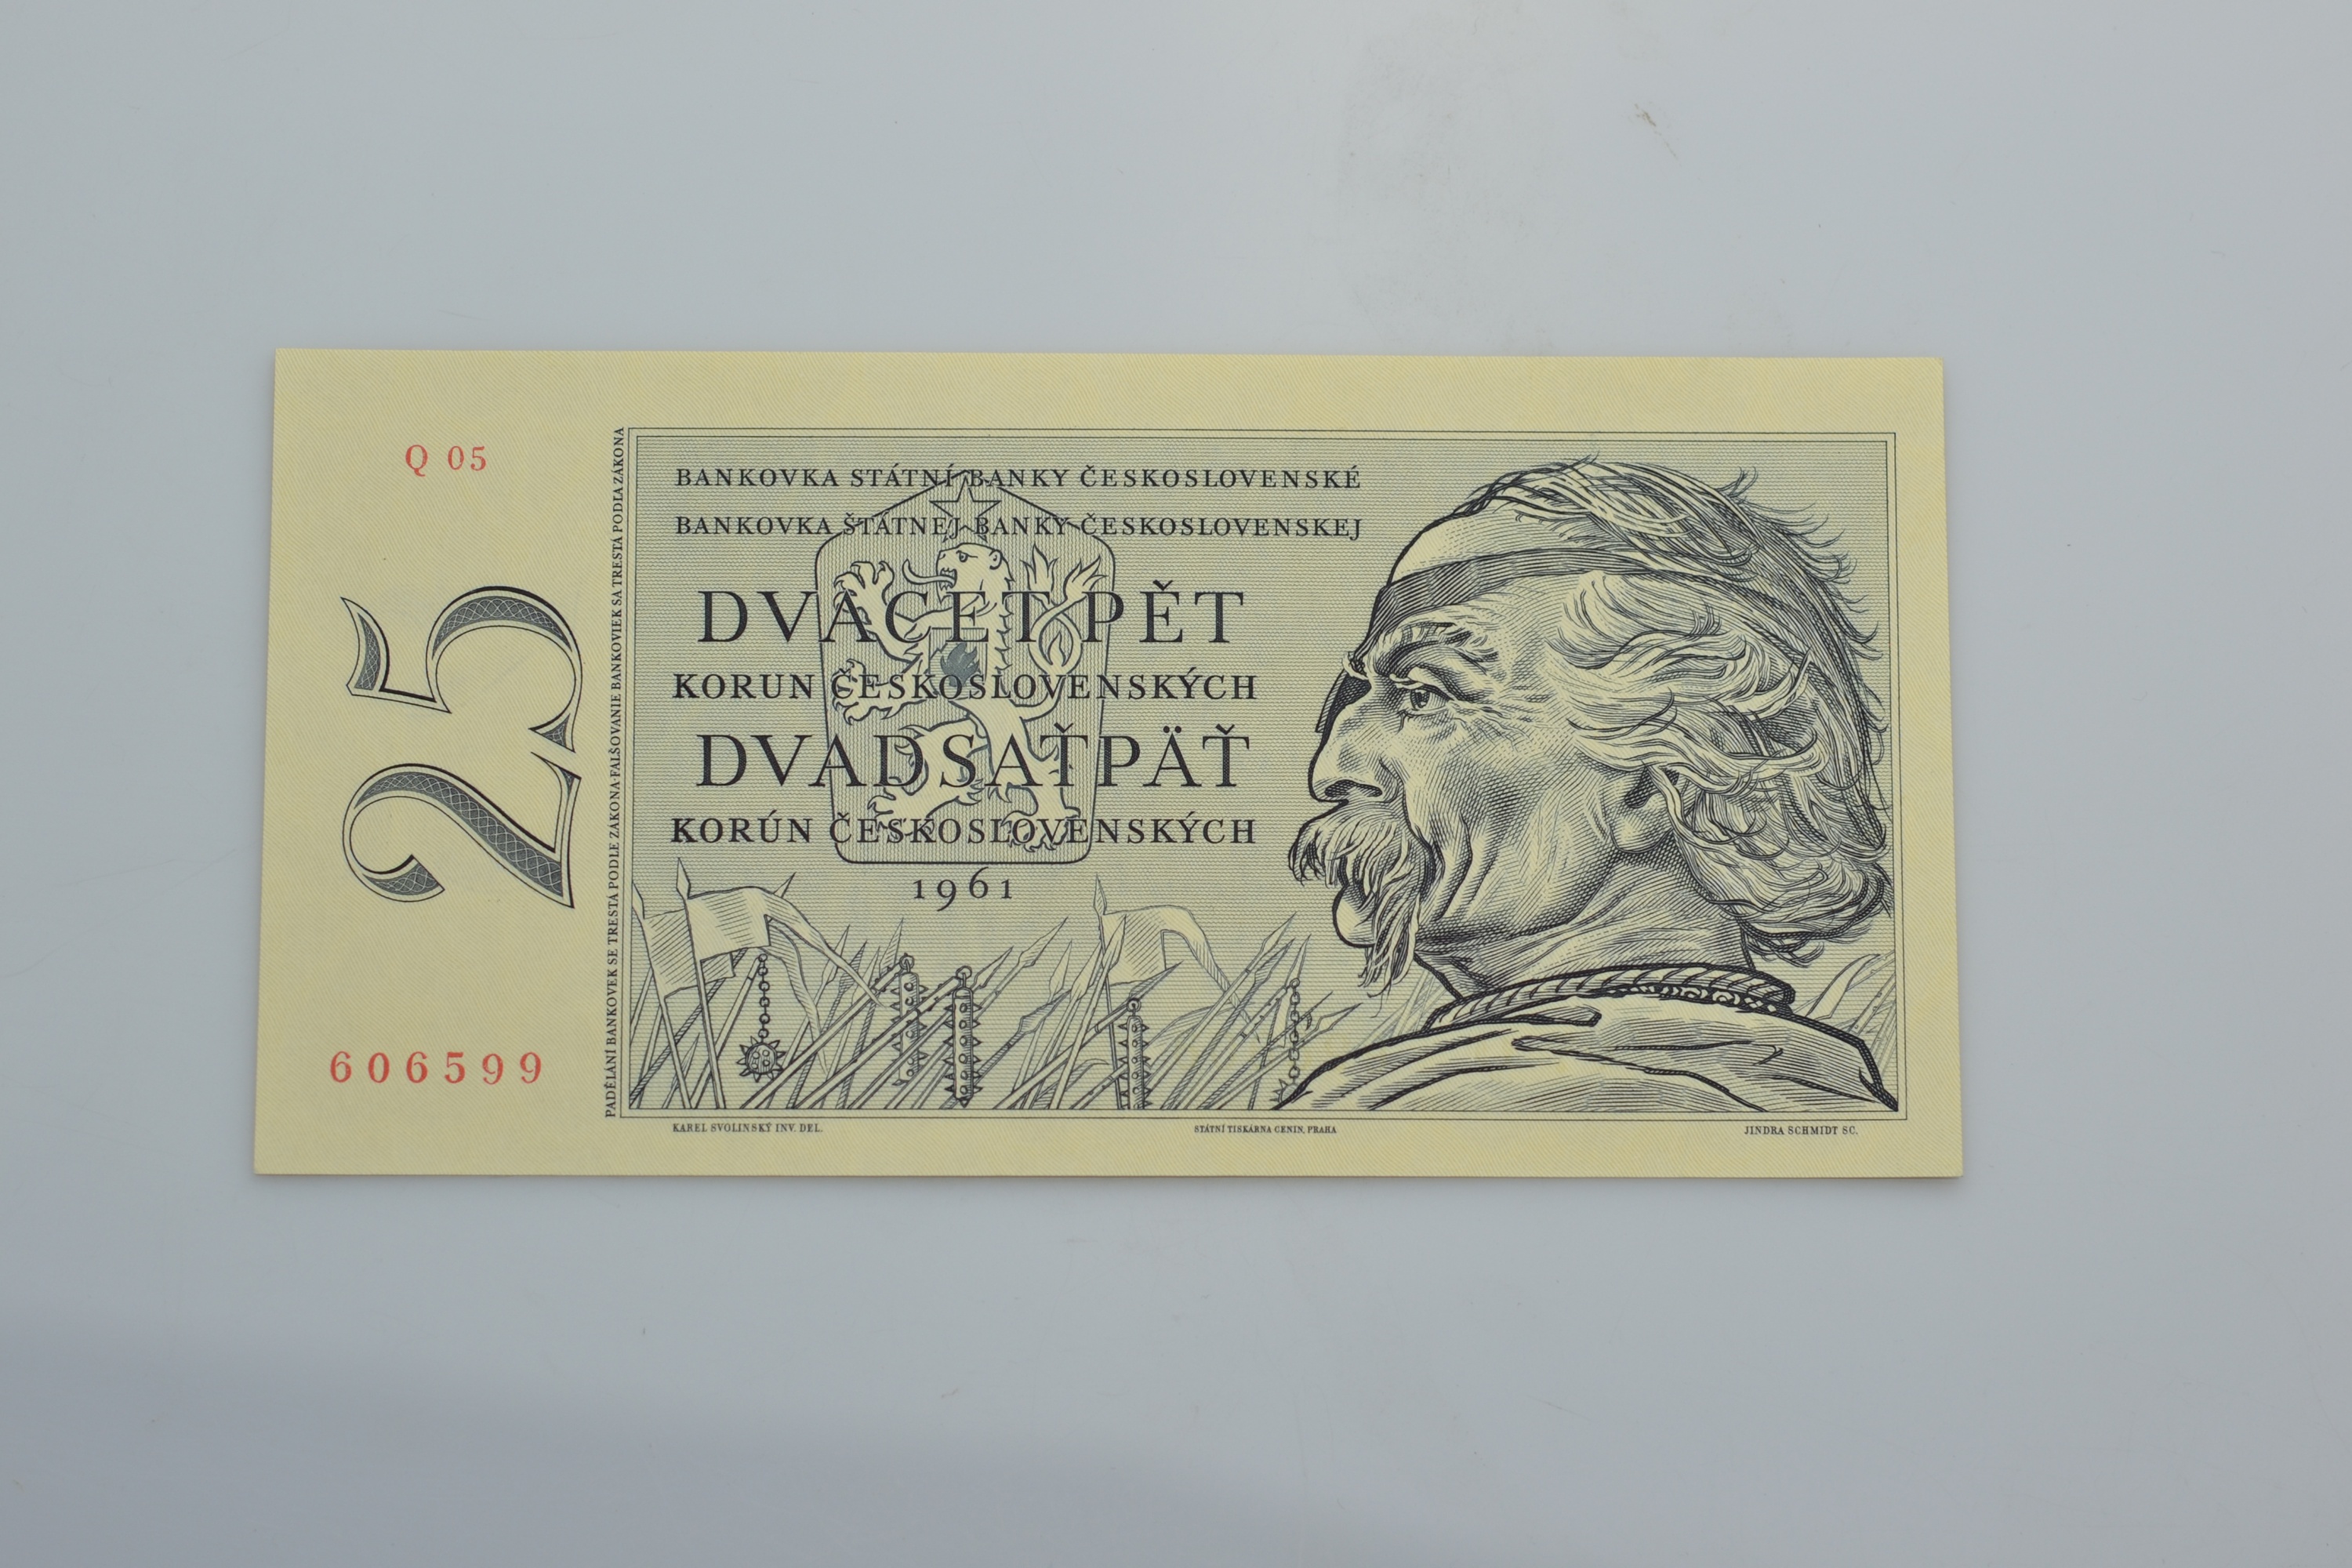 Q 05
25
606599
PADĚLÁNÍ BANKOVEK SE TRESTÁ PODLE ZÁKONA·FALŠOVANIE BANKOVIEK SA TRESTÁ PODĽA ZÁKONA
BANKOVKA STÁTNÍ BANKY ČESKOSLOVENSKÉ
BANKOVKA ŠTÁTNEJ BANKY ČESKOSLOVENSKEJ
DVACET PĚT
KORUN ČESKOSLOVENSKÝCH
DVADSAŤPÄŤ
KORÚN ČESKOSLOVENSKÝCH
1961
KAREL SVOLINSKÝ INV. DEL.
STÁTNÍ TISKÁRNA CENIN, PRAHA
JINDRA SCHMIDT SC.